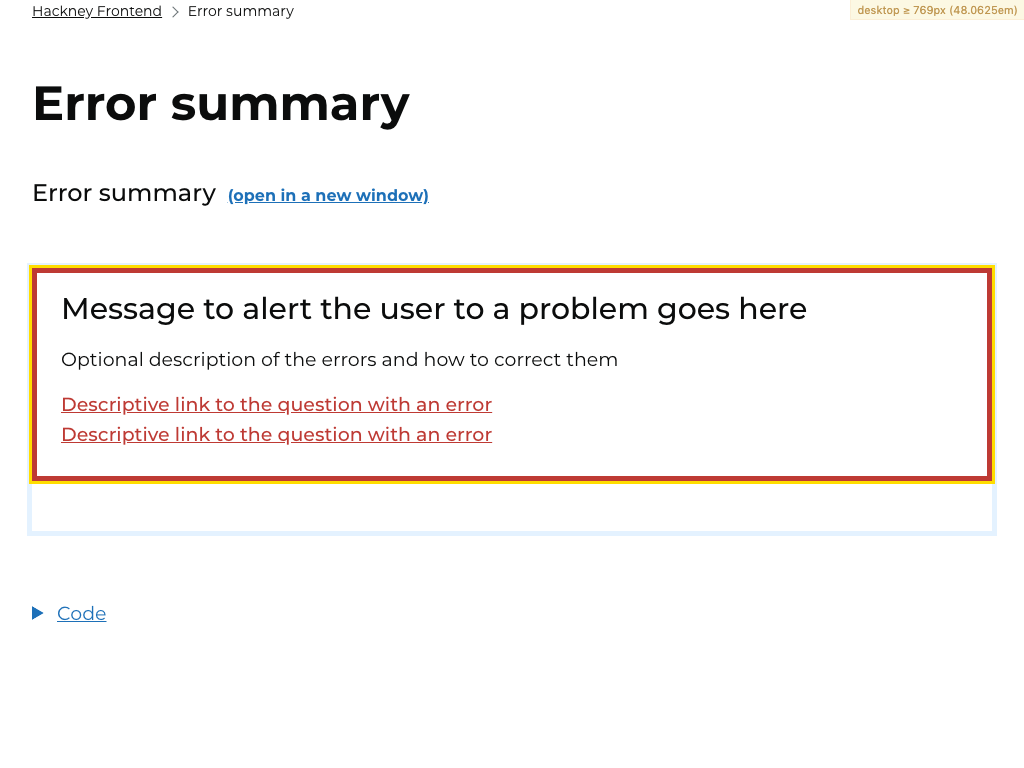 Hackney Frontend > Error summary
desktop ≥ 769px (48.0625em)
Error summary
Error summary (open in a new window)
Message to alert the user to a problem goes here
Optional description of the errors and how to correct them
Descriptive link to the question with an error
Descriptive link to the question with an error
Code